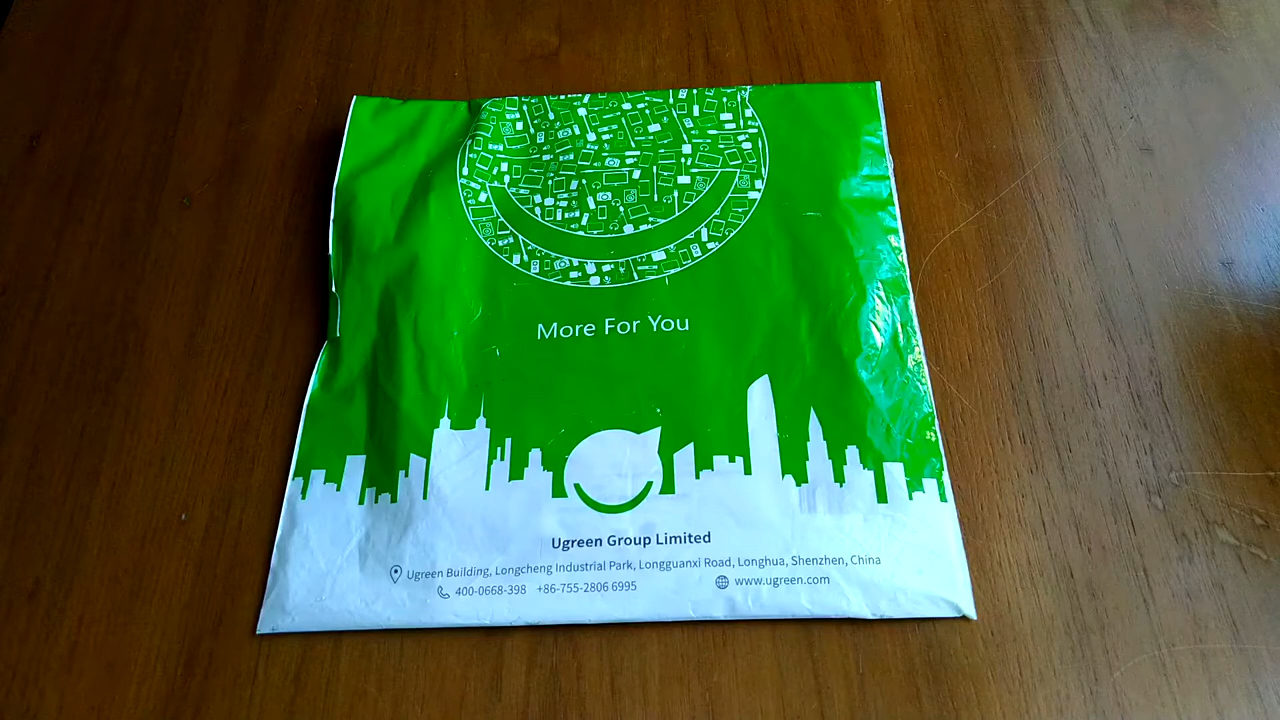 More For You
Ugreen Group Limited
Ugreen Building, Longcheng Industrial Park, Longguanxi Road, Longhua, Shenzhen, China
400-0668-398 +86-755-2806 6995 www.ugreen.com